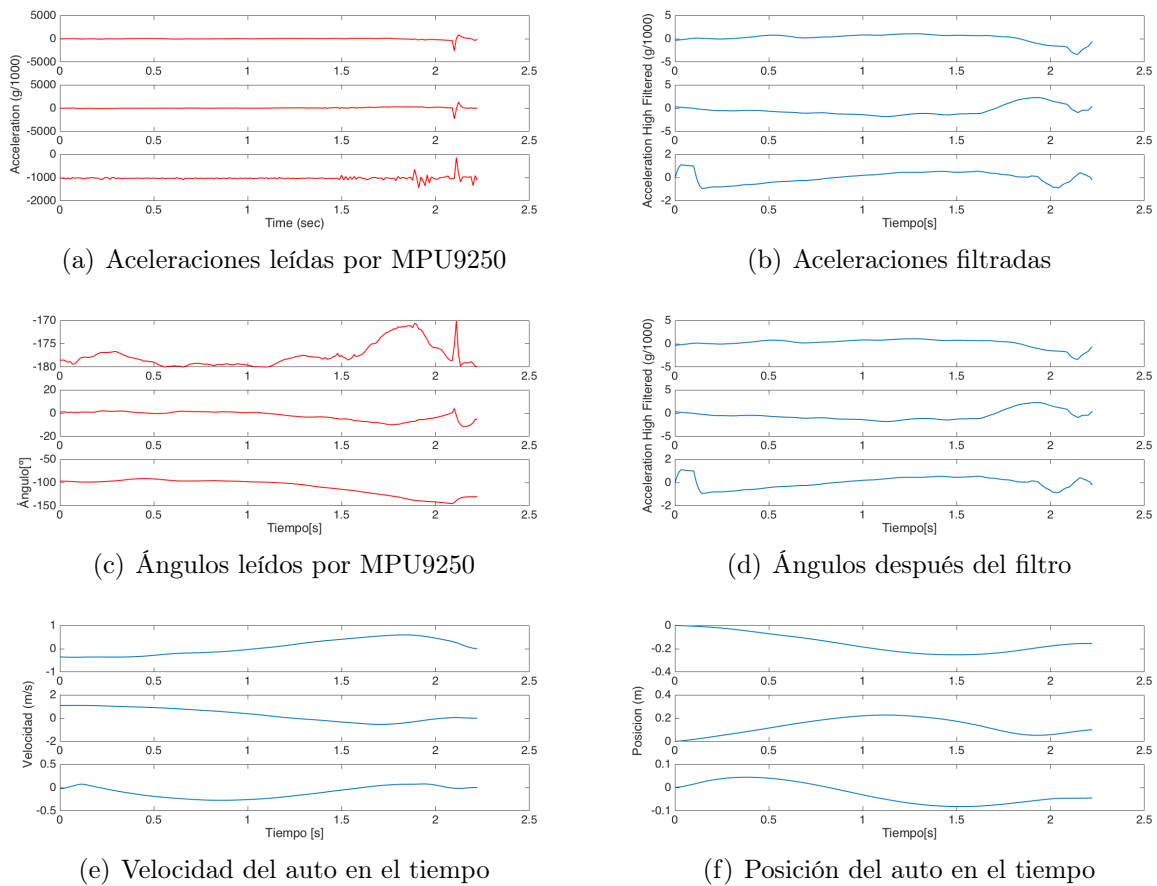 5000
0
-5000
0 0.5 1 1.5 2 2.5
5000
0
-5000
0 0.5 1 1.5 2 2.5
0
-1000
-2000
0 0.5 1 1.5 2 2.5
Acceleration (g/1000)
Time (sec)
(a) Aceleraciones leídas por MPU9250
5
0
-5
0 0.5 1 1.5 2 2.5
5
0
-5
0 0.5 1 1.5 2 2.5
2
0
-2
0 0.5 1 1.5 2 2.5
Acceleration High Filtered (g/1000)
Tiempo[s]
(b) Aceleraciones filtradas
-170
-175
-180
0 0.5 1 1.5 2 2.5
20
0
-20
0 0.5 1 1.5 2 2.5
-50
-100
-150
0 0.5 1 1.5 2 2.5
Ángulo[º]
Tiempo[s]
(c) Ángulos leídos por MPU9250
5
0
-5
0 0.5 1 1.5 2 2.5
5
0
-5
0 0.5 1 1.5 2 2.5
2
0
-2
0 0.5 1 1.5 2 2.5
Acceleration High Filtered (g/1000)
Tiempo[s]
(d) Ángulos después del filtro
1
0
-1
0 0.5 1 1.5 2 2.5
2
0
-2
0 0.5 1 1.5 2 2.5
0.5
0
-0.5
0 0.5 1 1.5 2 2.5
Velocidad (m/s)
Tiempo [s]
(e) Velocidad del auto en el tiempo
0
-0.2
-0.4
0 0.5 1 1.5 2 2.5
0.4
0.2
0
0 0.5 1 1.5 2 2.5
0.1
0
-0.1
0 0.5 1 1.5 2 2.5
Posicion (m)
Tiempo[s]
(f) Posición del auto en el tiempo